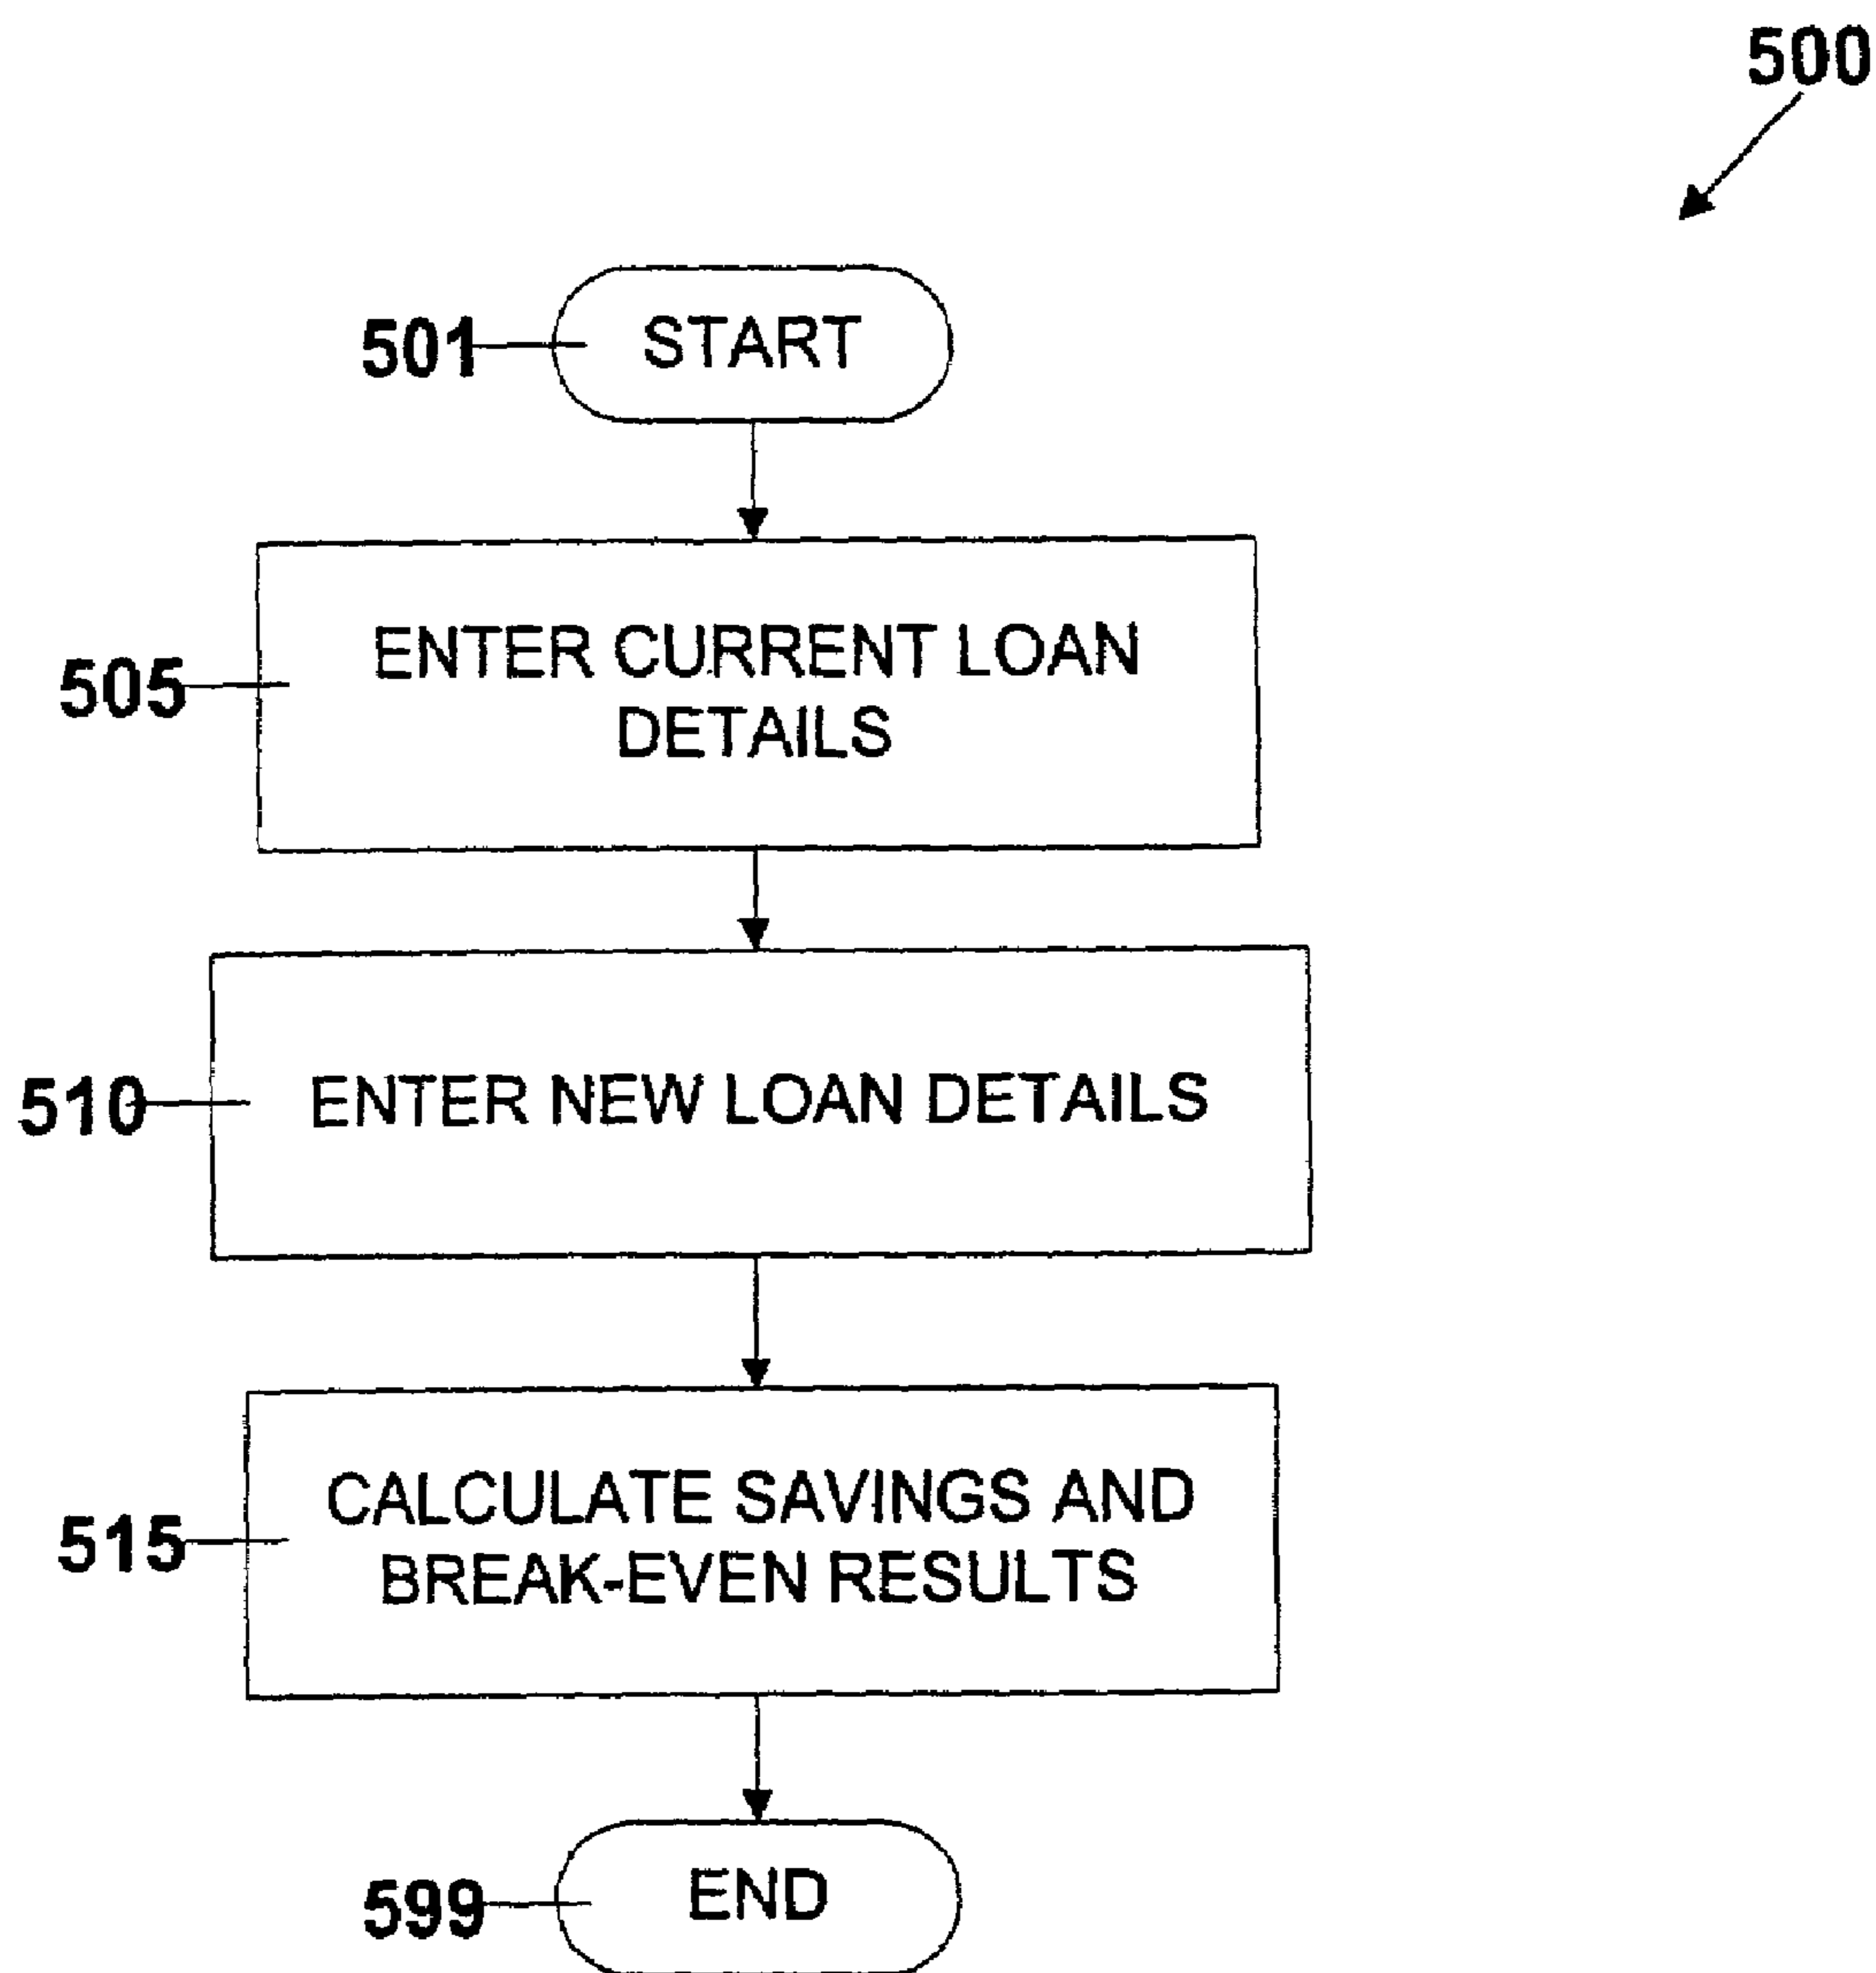 500
501
START
505
ENTER CURRENT LOAN
DETAILS
510
ENTER NEW LOAN DETAILS
515
CALCULATE SAVINGS AND
BREAK-EVEN RESULTS
599
END